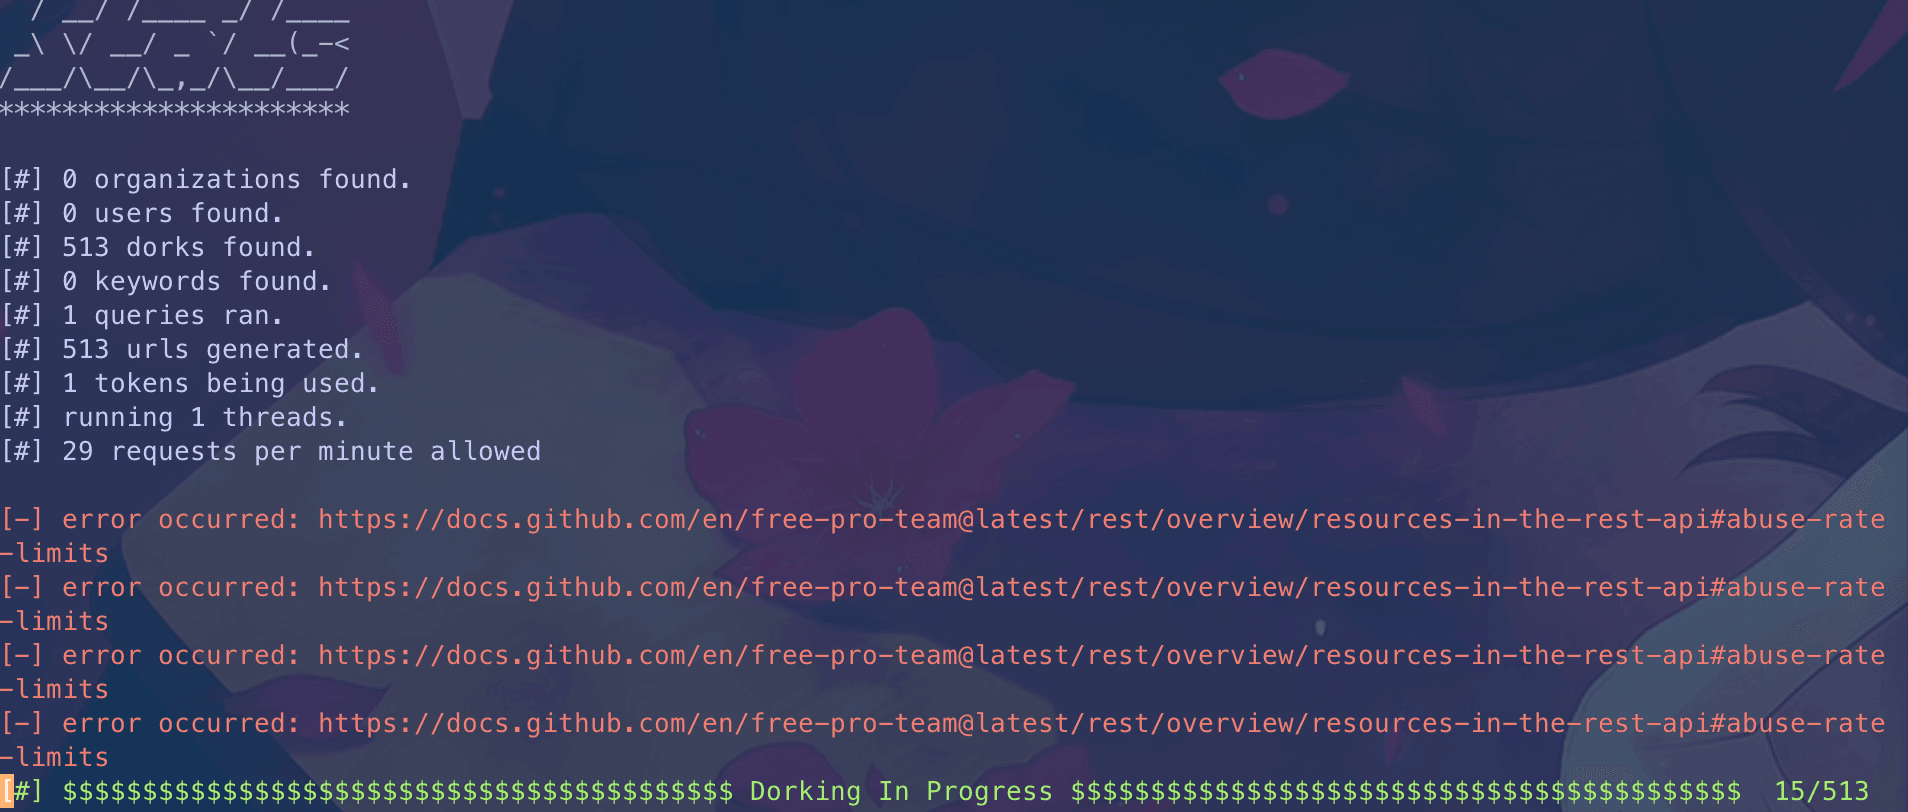 / __/ /____ _/ /____
_\ \/ __/ _ `/ __(_-<
/___/\__/\_,_/\__/___/
**********************
[#] 0 organizations found.
[#] 0 users found.
[#] 513 dorks found.
[#] 0 keywords found.
[#] 1 queries ran.
[#] 513 urls generated.
[#] 1 tokens being used.
[#] running 1 threads.
[#] 29 requests per minute allowed
[-] error occurred: https://docs.github.com/en/free-pro-team@latest/rest/overview/resources-in-the-rest-api#abuse-rate
-limits
[-] error occurred: https://docs.github.com/en/free-pro-team@latest/rest/overview/resources-in-the-rest-api#abuse-rate
-limits
[-] error occurred: https://docs.github.com/en/free-pro-team@latest/rest/overview/resources-in-the-rest-api#abuse-rate
-limits
[-] error occurred: https://docs.github.com/en/free-pro-team@latest/rest/overview/resources-in-the-rest-api#abuse-rate
-limits
[#] $$$$$$$$$$$$$$$$$$$$$$$$$$$$$$$$$$$$$$$$$$ Dorking In Progress $$$$$$$$$$$$$$$$$$$$$$$$$$$$$$$$$$$$$$$$$$  15/513